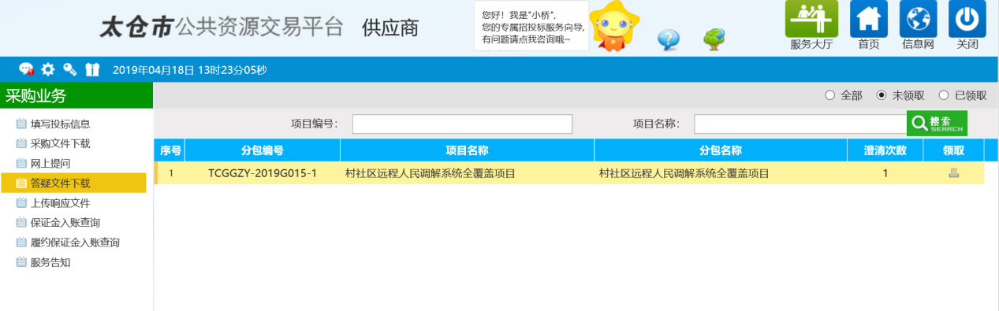 太仓市公共资源交易平台 供应商
您好！我是"小桥",
您的专属招投标服务向导,
有问题请点我咨询哦~
服务大厅 首页 信息网 关闭
2019年04月18日 13时23分05秒
采购业务
全部 未领取 已领取
填写投标信息
采购文件下载
网上提问
答疑文件下载
上传响应文件
保证金入账查询
履约保证金入账查询
服务告知
项目编号： 项目名称： 搜索
SEARCH
序号 分包编号 项目名称 分包名称 澄清次数 领取
1 TCGGZY-2019G015-1 村社区远程人民调解系统全覆盖项目 村社区远程人民调解系统全覆盖项目 1